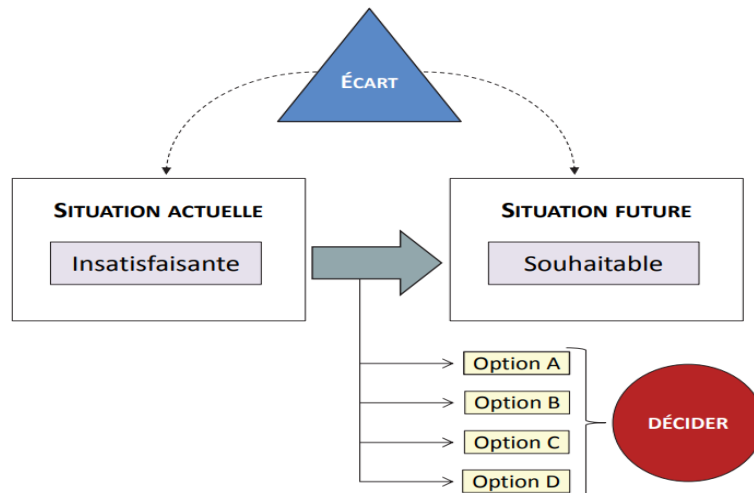 ÉCART
SITUATION ACTUELLE
Insatisfaisante
SITUATION FUTURE
Souhaitable
Option A
Option B
Option C
Option D
DÉCIDER